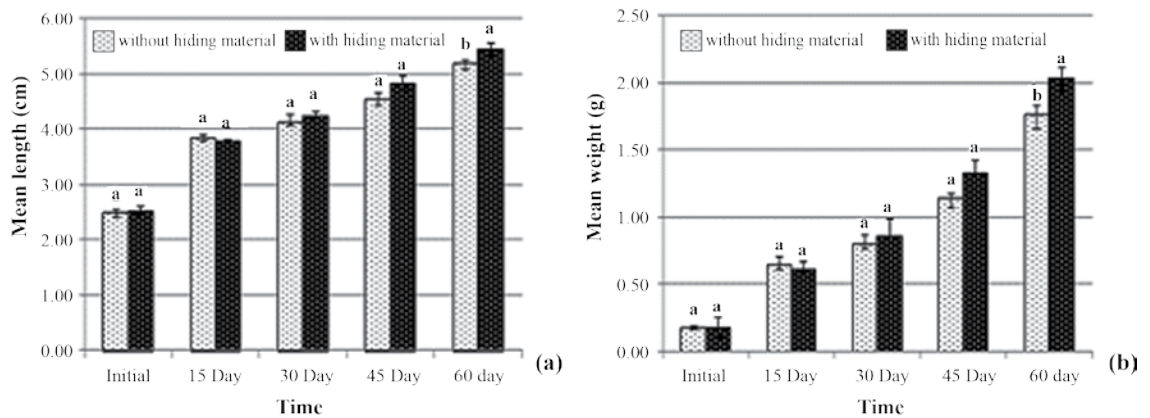 6.00
5.00
4.00
3.00
2.00
1.00
0.00
Mean length (cm)
without hiding material
with hiding material
a a
a a
a a
a a
b a
Initial 15 Day 30 Day 45 Day 60 day
Time
(a)
2.50
2.00
1.50
1.00
0.50
0.00
Mean weight (g)
without hiding material
with hiding material
a a
a a
a a
a a
b a
Initial 15 Day 30 Day 45 Day 60 day
Time
(b)